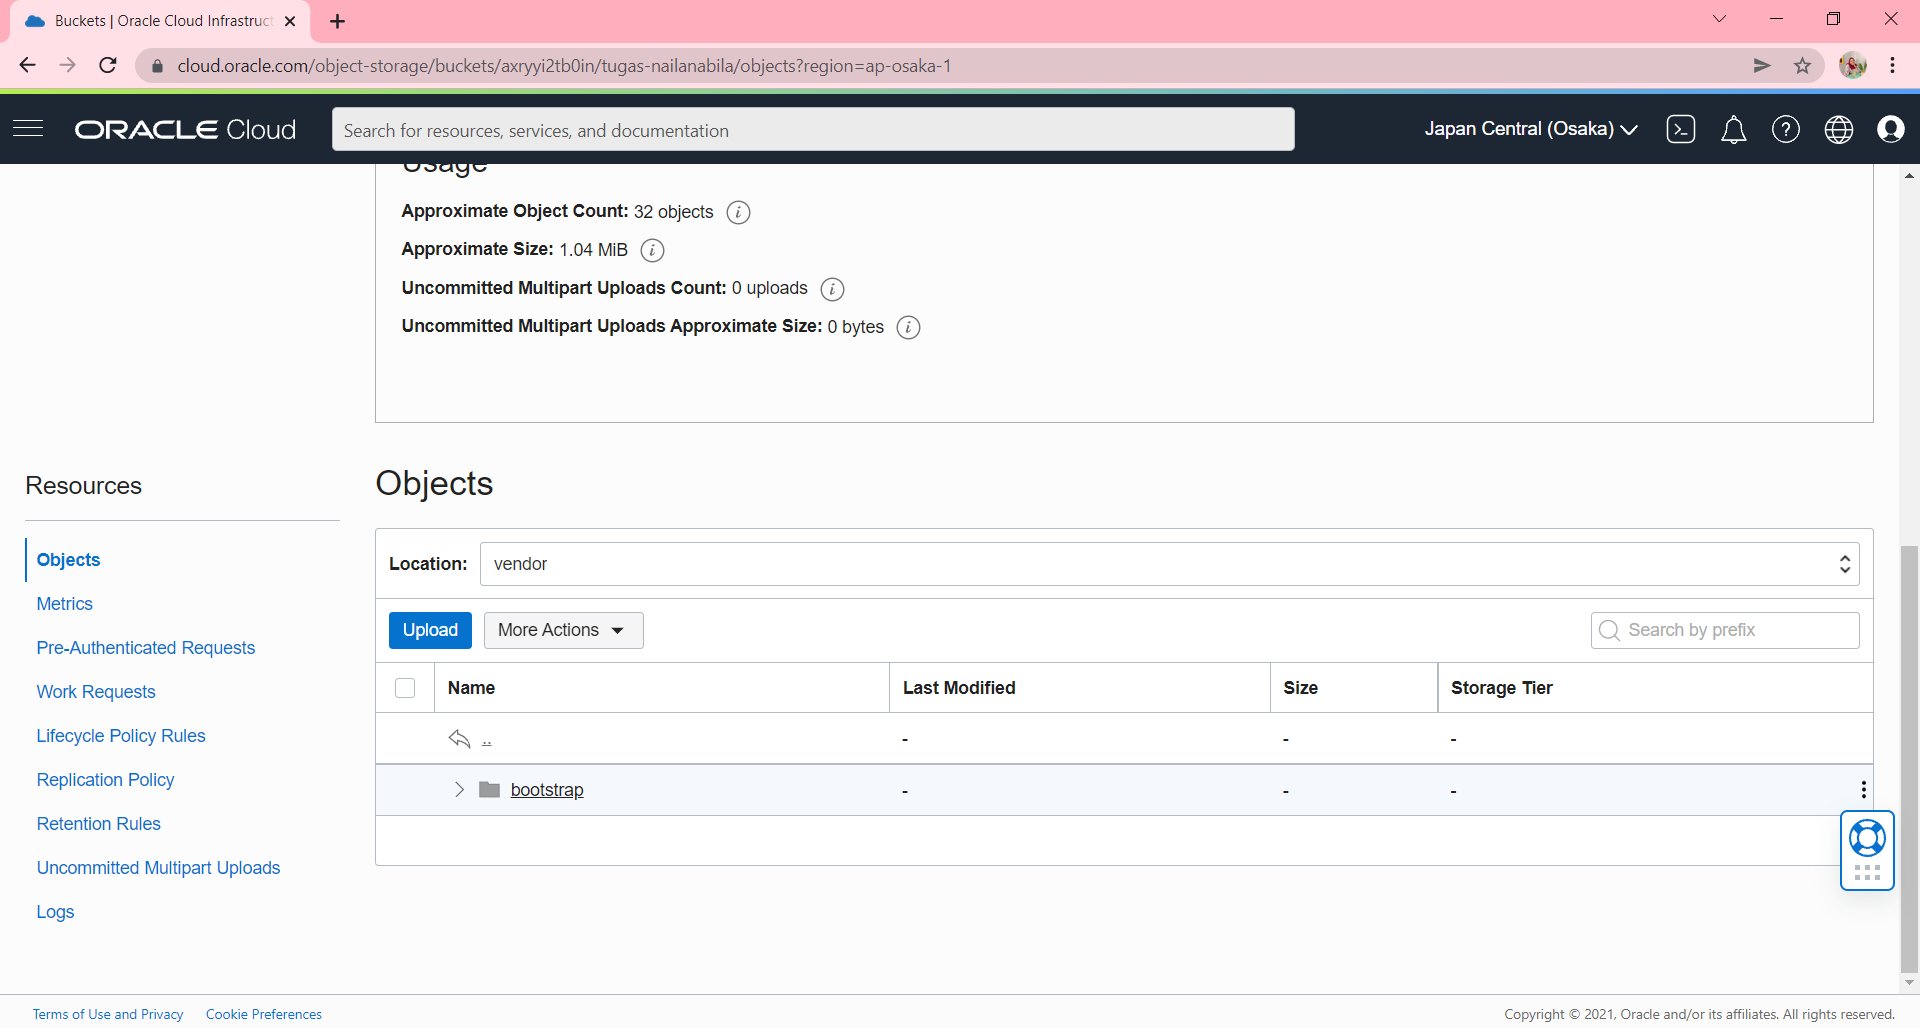 Buckets | Oracle Cloud Infrastruct
cloud.oracle.com/object-storage/buckets/axryyi2tb0in/tugas-nailanabila/objects?region=ap-osaka-1
ORACLE Cloud
Search for resources, services, and documentation
Japan Central (Osaka)
Usage
Approximate Object Count: 32 objects
Approximate Size: 1.04 MiB
Uncommitted Multipart Uploads Count: 0 uploads
Uncommitted Multipart Uploads Approximate Size: 0 bytes
Resources
Objects
Metrics
Pre-Authenticated Requests
Work Requests
Lifecycle Policy Rules
Replication Policy
Retention Rules
Uncommitted Multipart Uploads
Logs
Objects
Location: vendor
Upload More Actions Search by prefix
Name Last Modified Size Storage Tier
.. - - -
bootstrap - - -
Terms of Use and Privacy Cookie Preferences
Copyright © 2021, Oracle and/or its affiliates. All rights reserved.